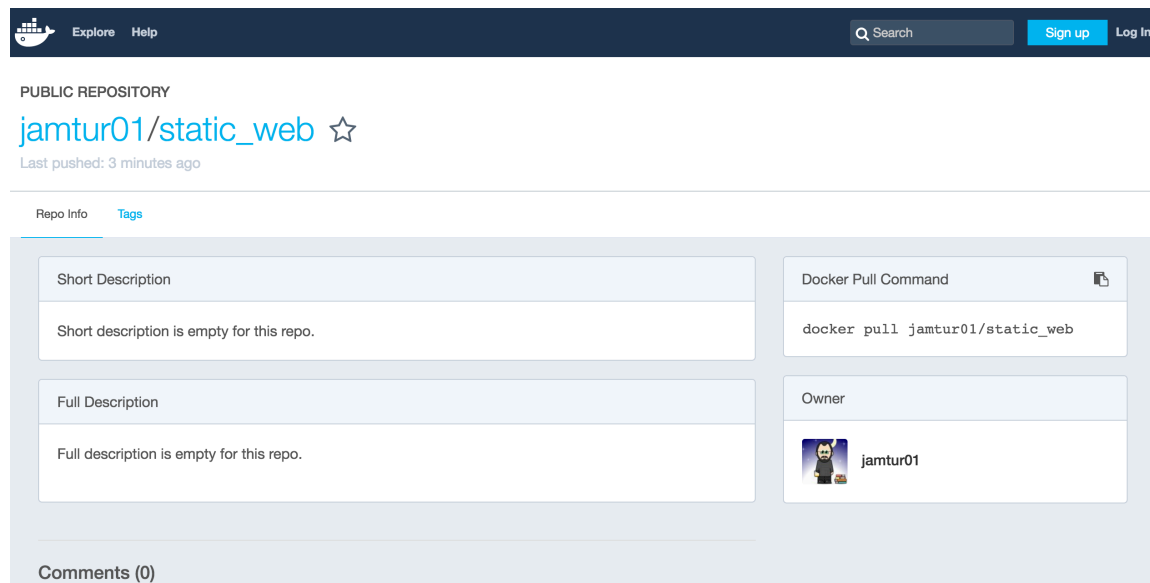 Explore Help Search Sign up Log In
PUBLIC REPOSITORY
jamtur01/static_web
Last pushed: 3 minutes ago
Repo Info Tags
Short Description
Short description is empty for this repo.
Full Description
Full description is empty for this repo.
Docker Pull Command
docker pull jamtur01/static_web
Owner
jamtur01
Comments (0)